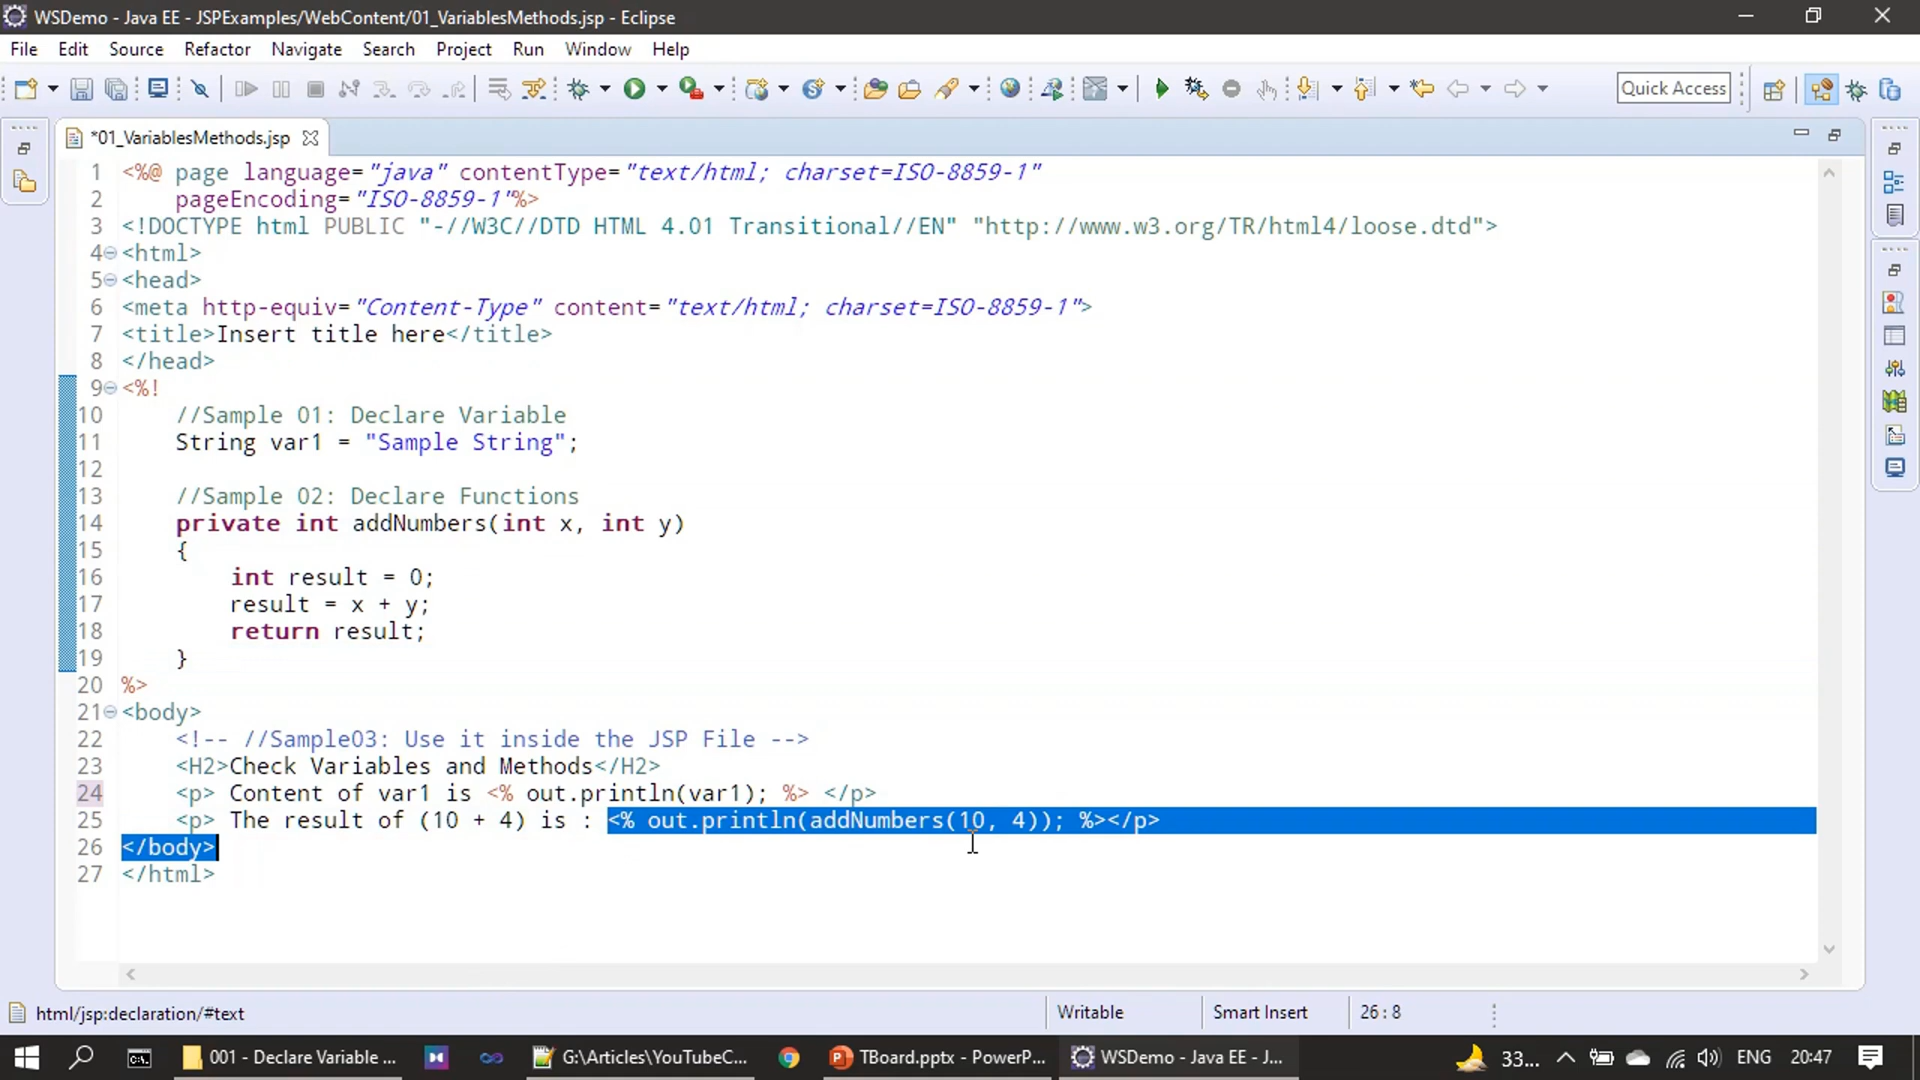 WSDemo - Java EE - JSPExamples/WebContent/01_VariablesMethods.jsp - Eclipse
File Edit Source Refactor Navigate Search Project Run Window Help
Quick Access
*01_VariablesMethods.jsp
1 <%@ page language="java" contentType="text/html; charset=ISO-8859-1"
2 pageEncoding="ISO-8859-1"%>
3 <!DOCTYPE html PUBLIC "-//W3C//DTD HTML 4.01 Transitional//EN" "http://www.w3.org/TR/html4/loose.dtd">
4 <html>
5 <head>
6 <meta http-equiv="Content-Type" content="text/html; charset=ISO-8859-1">
7 <title>Insert title here</title>
8 </head>
9 <%!
10 //Sample 01: Declare Variable
11 String var1 = "Sample String";
12
13 //Sample 02: Declare Functions
14 private int addNumbers(int x, int y)
15 {
16 int result = 0;
17 result = x + y;
18 return result;
19 }
20 %>
21 <body>
22 <!-- //Sample03: Use it inside the JSP File -->
23 <H2>Check Variables and Methods</H2>
24 <p> Content of var1 is <% out.println(var1); %> </p>
25 <p> The result of (10 + 4) is : <% out.println(addNumbers(10, 4)); %></p>
26 </body>
27 </html>
html/jsp:declaration/#text Writable Smart Insert 26 : 8
001 - Declare Variable ... G:\Articles\YouTubeC... TBoard.pptx - PowerP... WSDemo - Java EE - J... 33... ENG 20:47